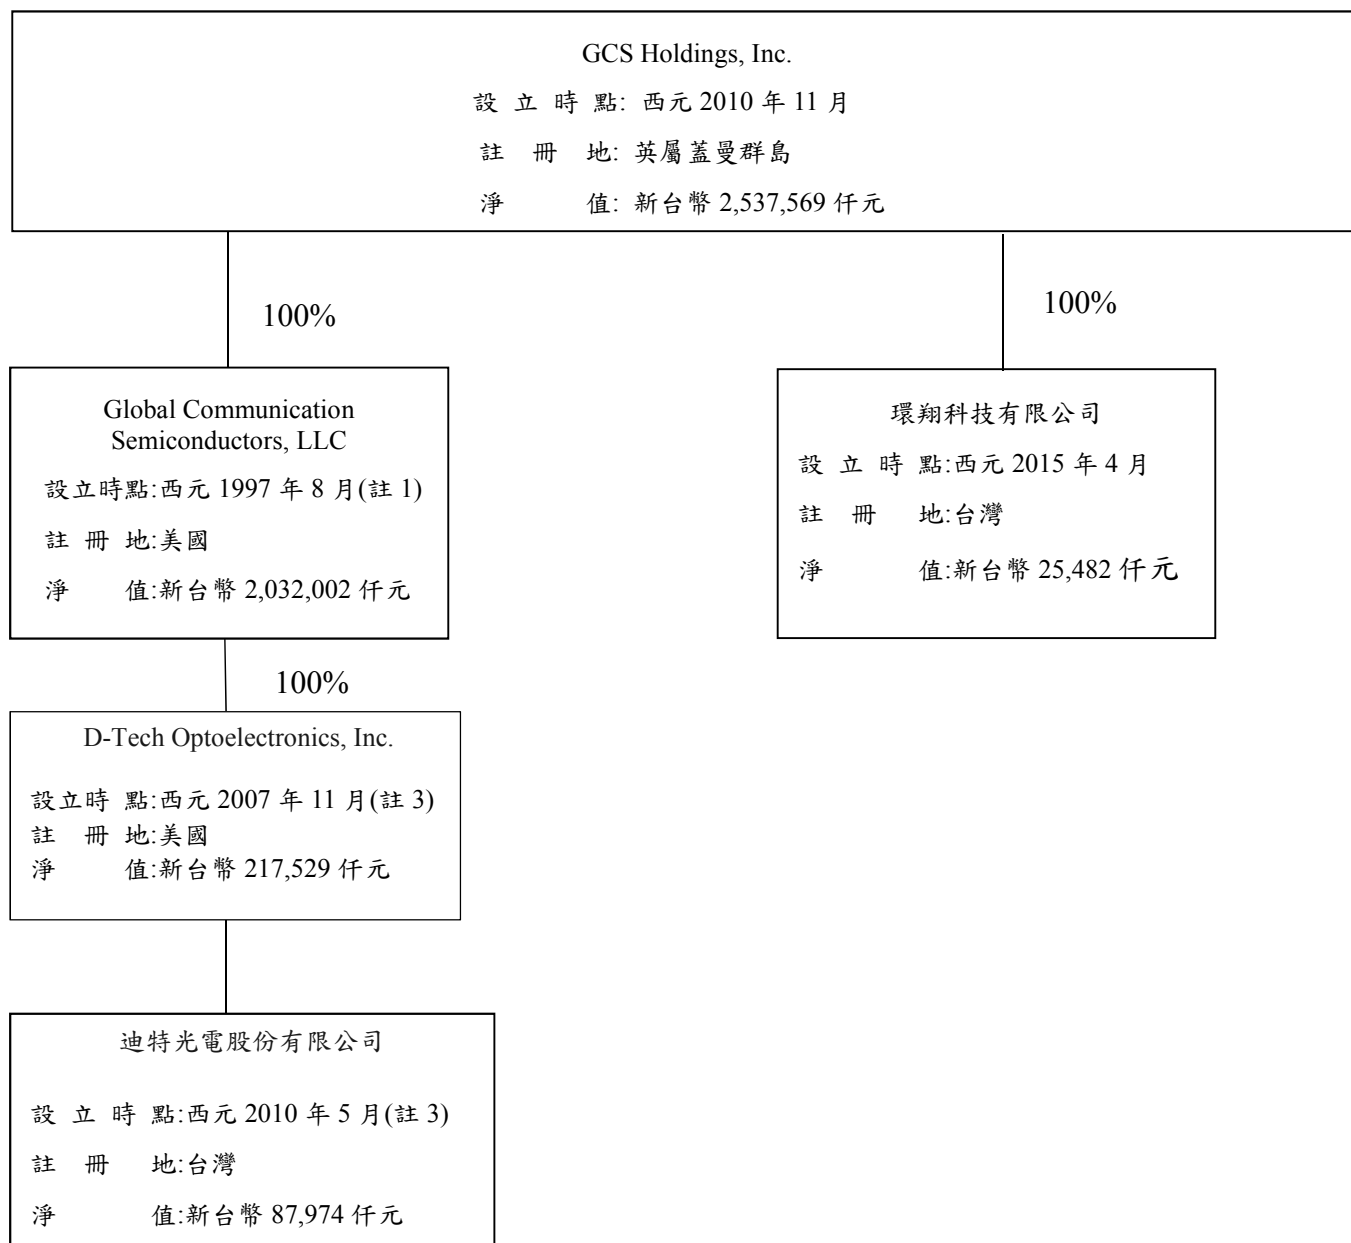 GCS Holdings, Inc.
設 立 時 點: 西元 2010 年 11 月
註 冊 地: 英屬蓋曼群島
淨 值: 新台幣 2,537,569 仟元
100%
100%
Global Communication
Semiconductors, LLC
設立時點:西元 1997 年 8 月(註 1)
註 冊 地:美國
淨 值:新台幣 2,032,002 仟元
環翔科技有限公司
設 立 時 點:西元 2015 年 4 月
註 冊 地:台灣
淨 值:新台幣 25,482 仟元
100%
D-Tech Optoelectronics, Inc.
設立時 點:西元 2007 年 11 月(註 3)
註 冊 地:美國
淨 值:新台幣 217,529 仟元
迪特光電股份有限公司
設 立 時 點:西元 2010 年 5 月(註 3)
註 冊 地:台灣
淨 值:新台幣 87,974 仟元